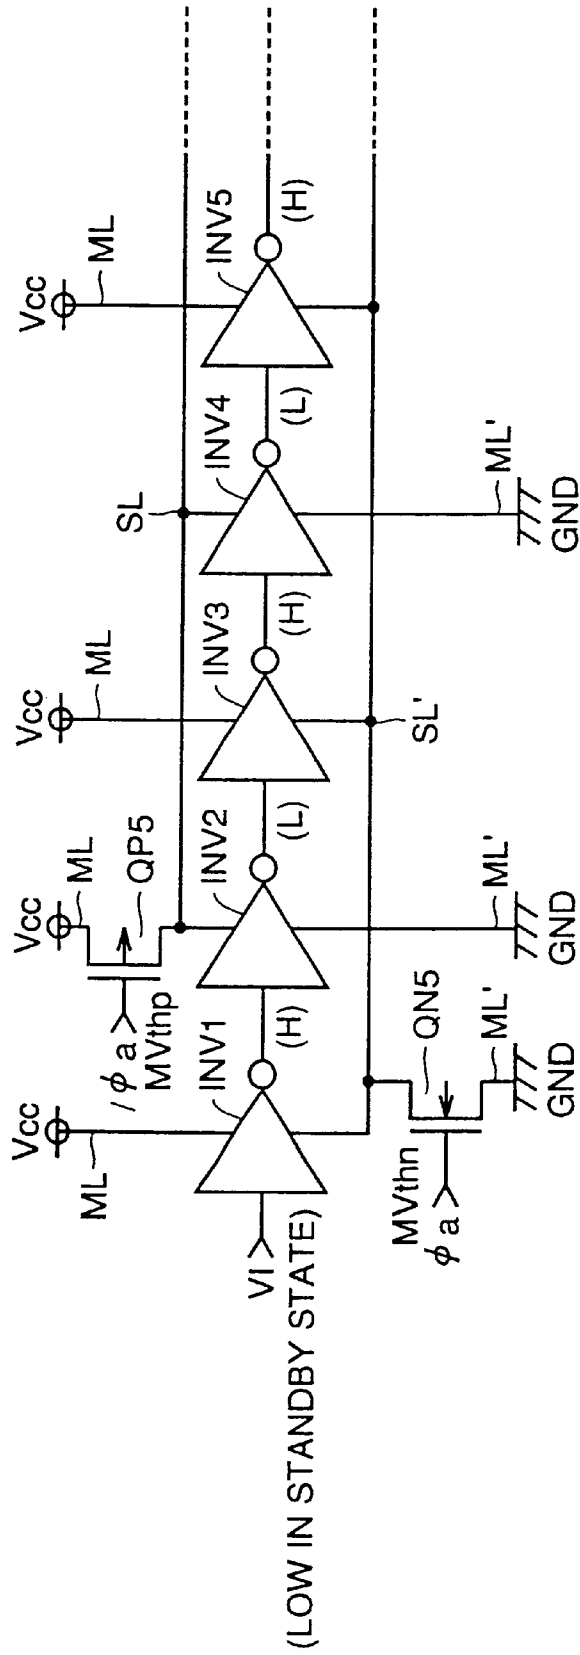 Vcc
Vcc
Vcc
Vcc
ML
ML
ML
ML
/ϕa
MVthp
QP5
SL
INV1
INV2
INV3
INV4
INV5
VI
(H)
(L)
(H)
(L)
(H)
(LOW IN STANDBY STATE)
MVthn
ϕa
QN5
SL'
ML'
ML'
ML'
GND
GND
GND